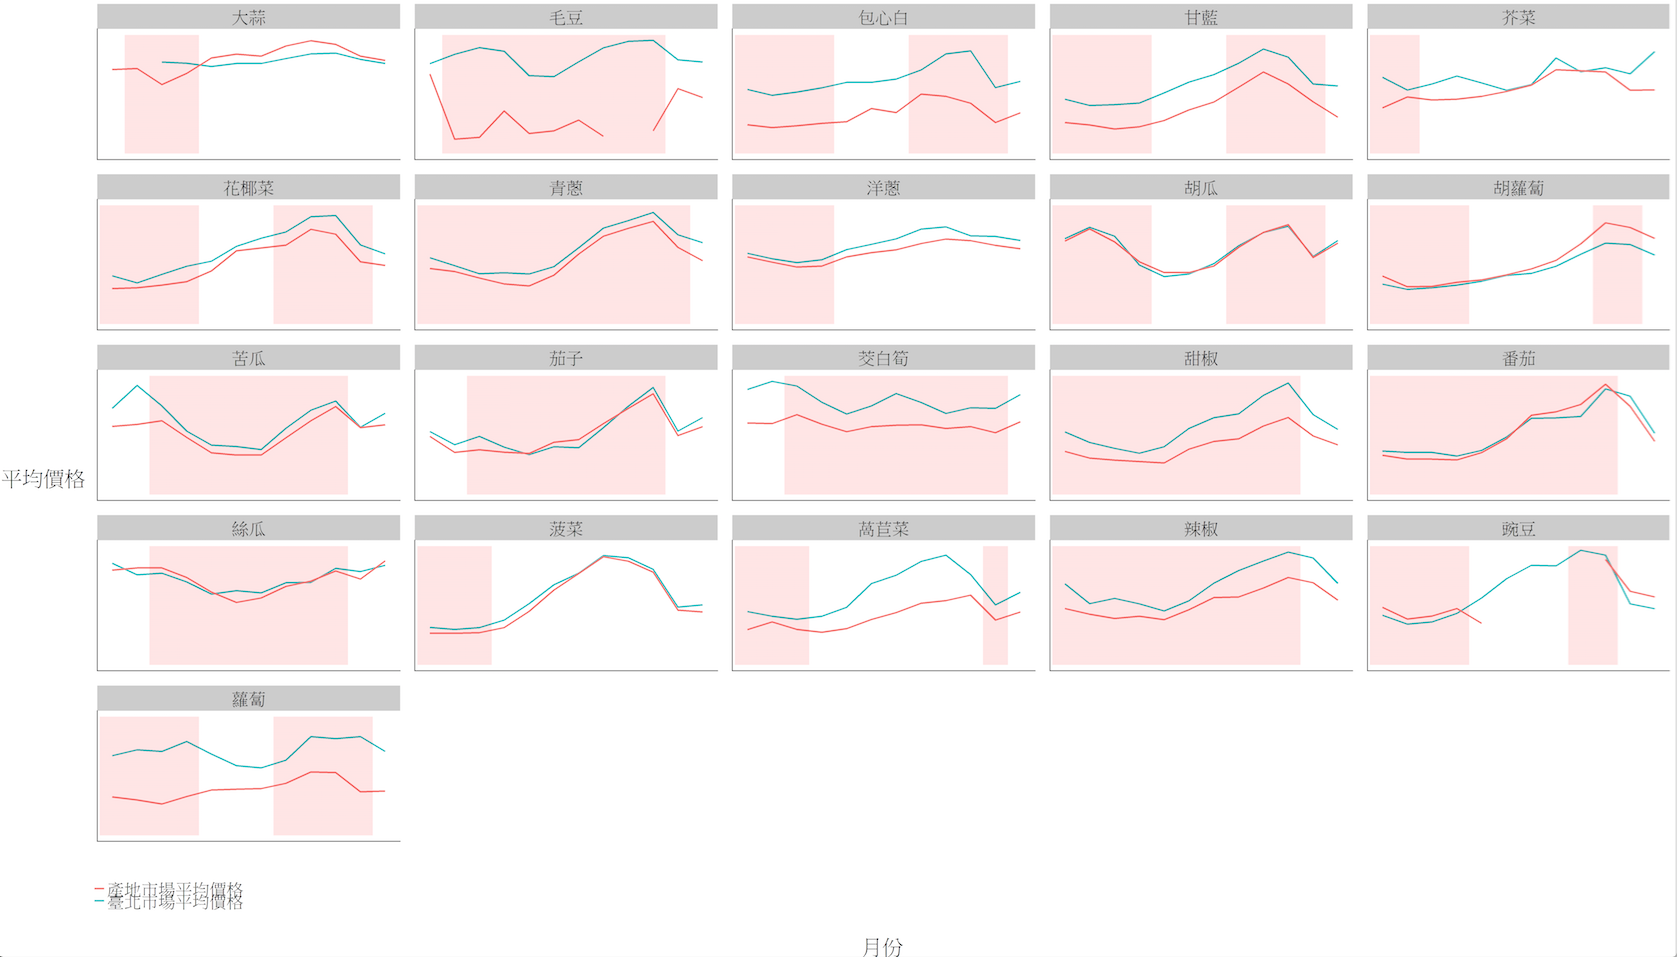 大蒜
毛豆
包心白
甘藍
芥菜
花椰菜
青蔥
洋蔥
胡瓜
胡蘿蔔
苦瓜
茄子
茭白筍
甜椒
番茄
平均價格
絲瓜
菠菜
萵苣菜
辣椒
豌豆
蘿蔔
產地市場平均價格
臺北市場平均價格
月份